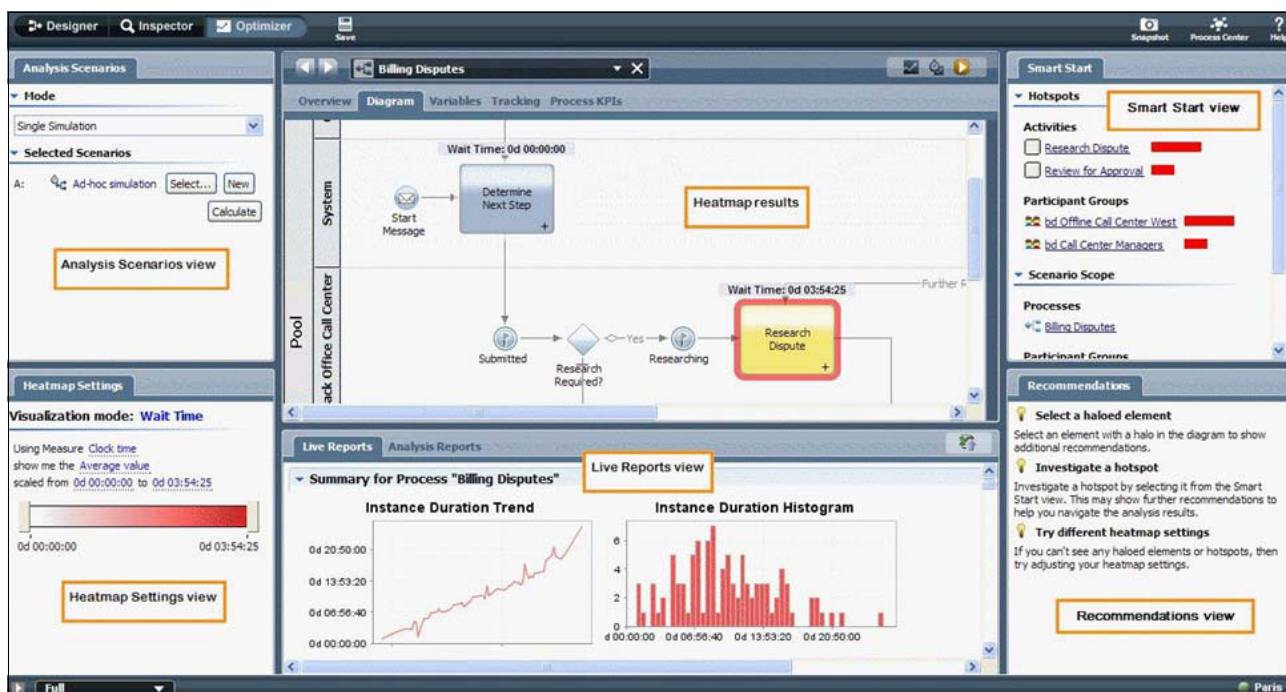 Designer Inspector Optimizer
Save
Snapshot Process Center Help
Analysis Scenarios
Mode
Single Simulation
Selected Scenarios
A: Ad-hoc simulation Select... New
Calculate
Analysis Scenarios view
Heatmap Settings
Visualization mode: Wait Time
Using Measure Clock time
show me the Average value
scaled from 0d 00:00:00 to 0d 03:54:25
0d 00:00:00 0d 03:54:25
Heatmap Settings view
Billing Disputes
Overview Diagram Variables Tracking Process KPIs
Wait Time: 0d 00:00:00
System
Start
Message
Determine
Next Step
Heatmap results
Pool
ack Office Call Center
Wait Time: 0d 03:54:25
Further
Submitted
Research
Required?
Yes
Researching
Research
Dispute
Live Reports Analysis Reports
Live Reports view
Summary for Process "Billing Disputes"
Instance Duration Trend
0d 20:50:00
0d 13:53:20
0d 06:56:40
0d 00:00:00
Instance Duration Histogram
6
4
2
0
d 00:00:00 0d 06:56:40 0d 13:53:20 0d 20:50:00
Smart Start
Hotspots
Smart Start view
Activities
Research Dispute
Review for Approval
Participant Groups
bd Offline Call Center West
bd Call Center Managers
Scenario Scope
Processes
Billing Disputes
Participant Groups
Recommendations
Select a haloed element
Select an element with a halo in the diagram to show
additional recommendations.
Investigate a hotspot
Investigate a hotspot by selecting it from the Smart
Start view. This may show further recommendations to
help you navigate the analysis results.
Try different heatmap settings
If you can't see any haloed elements or hotspots, then
try adjusting your heatmap settings.
Recommendations view
Full
Paris